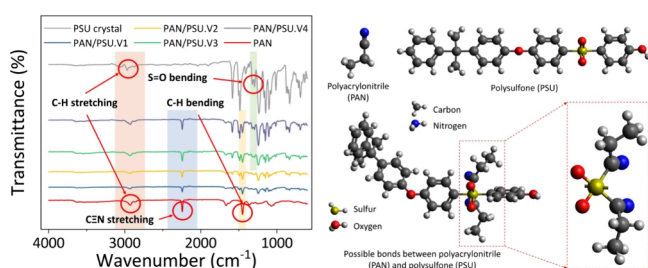 PSU crystal
PAN/PSU.V2
PAN/PSU.V4
PAN/PSU.V1
PAN/PSU.V3
PAN
S=O bending
C-H stretching
C-H bending
CΞN stretching
Transmittance (%)
4000 3000 2000 1000
Wavenumber (cm⁻¹)
Polyacrylonitrile
(PAN)
Polysulfone (PSU)
Carbon
Nitrogen
Sulfur
Oxygen
Possible bonds between polyacrylonitrile
(PAN) and polysulfone (PSU)